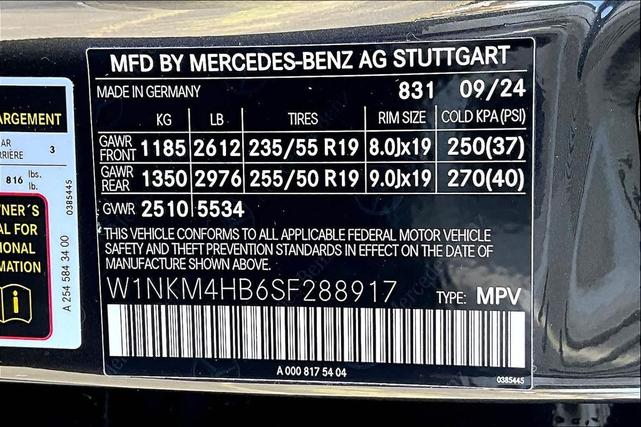 MFD BY MERCEDES-BENZ AG STUTTGART
MADE IN GERMANY 831 09/24
KG LB TIRES RIM SIZE COLD KPA (PSI)
GAWR FRONT 1185 2612 235/55 R19 8.0Jx19 250(37)
GAWR REAR 1350 2976 255/50 R19 9.0Jx19 270(40)
GVWR 2510 5534
THIS VEHICLE CONFORMS TO ALL APPLICABLE FEDERAL MOTOR VEHICLE
SAFETY AND THEFT PREVENTION STANDARDS IN EFFECT ON THE DATE OF
MANUFACTURE SHOWN ABOVE.
W1NKM4HB6SF288917 TYPE: MPV
A 000 817 54 04
0385445
ARGEMENT
AR
RIÈRE 3
816 lbs.
lb.
0385445
NER´S
AL FOR
IONAL
MATION
i
A 254 584 34 00